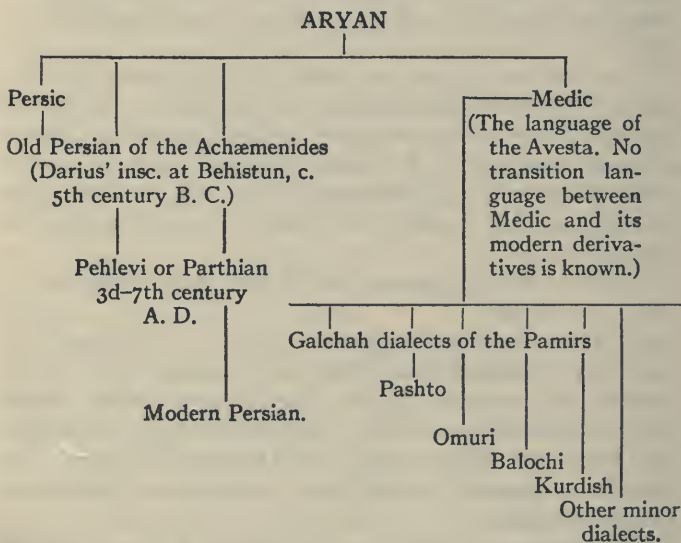 ARYAN
Persic
Old Persian of the Achæmenides
(Darius' insc. at Behistun, c.
5th century B. C.)
Pehlevi or Parthian
3d–7th century
A. D.
Modern Persian.
Medic
(The language of
the Avesta. No
transition lan-
guage between
Medic and its
modern deriva-
tives is known.)
Galchah dialects of the Pamirs
Pashto
Omuri
Balochi
Kurdish
Other minor
dialects.